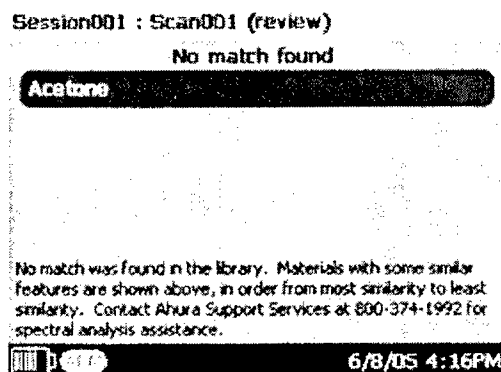 Session001 : Scan001 (review)
No match found
Acetone
No match was found in the library. Materials with some similar
features are shown above, in order from most similarity to least
similarity. Contact Ahura Support Services at 800-374-1992 for
spectral analysis assistance.
6/8/05 4:16PM